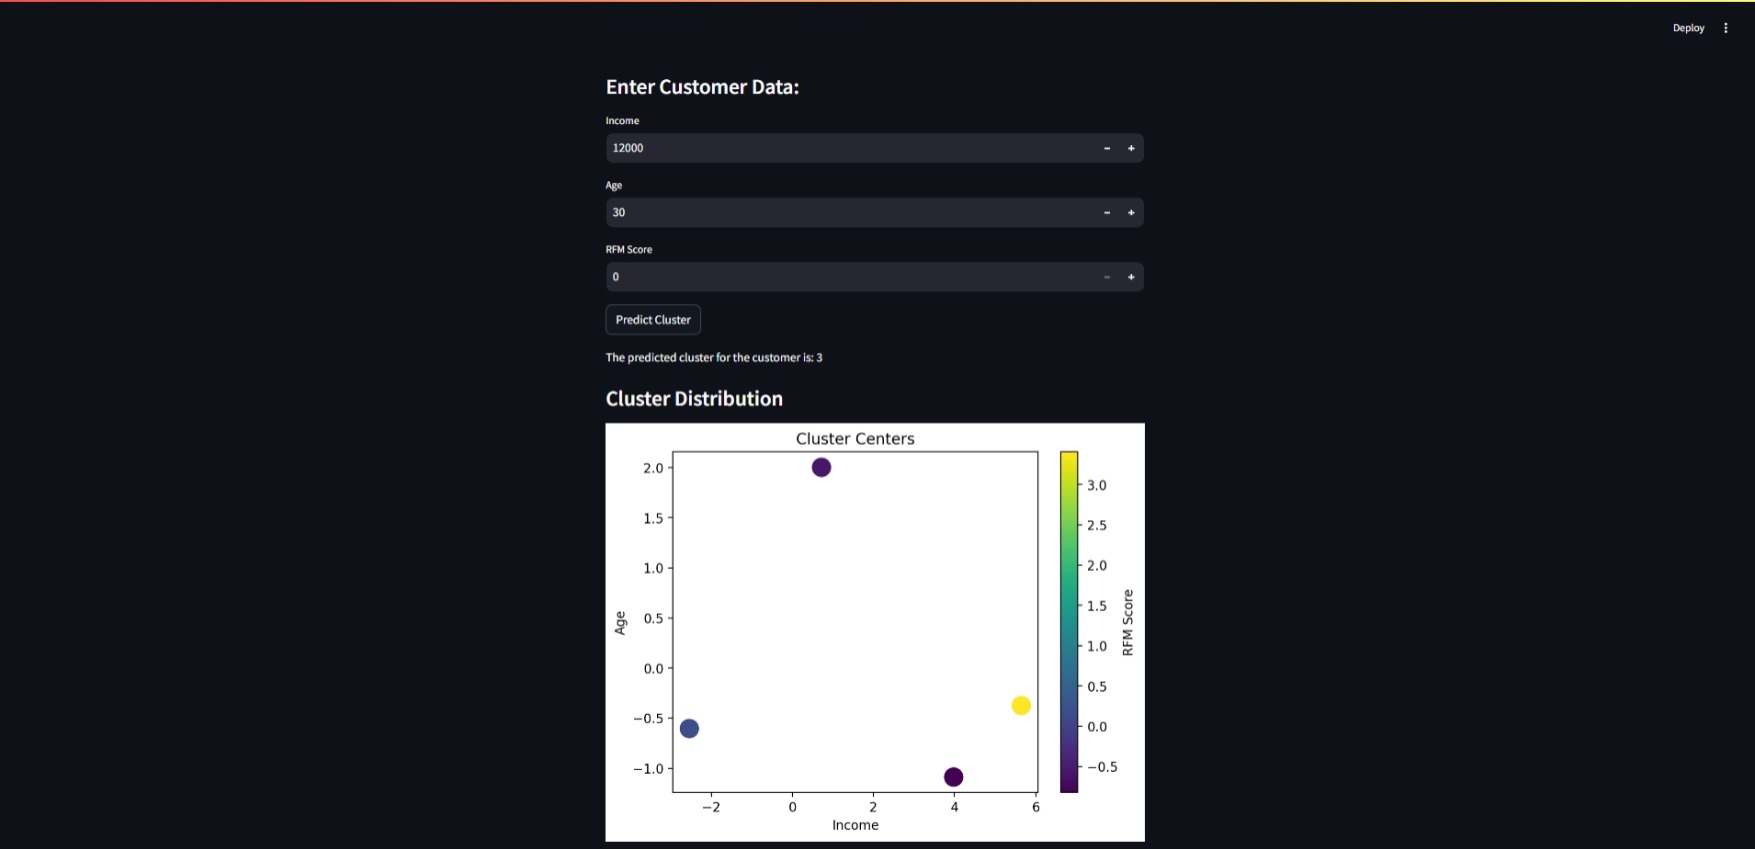 Deploy
Enter Customer Data:
Income
12000
Age
30
RFM Score
0
Predict Cluster
The predicted cluster for the customer is: 3
Cluster Distribution
Cluster Centers
2.0
1.5
1.0
0.5
0.0
−0.5
−1.0
Age
−2 0 2 4 6
Income
3.0
2.5
2.0
1.5
1.0
0.5
0.0
−0.5
RFM Score